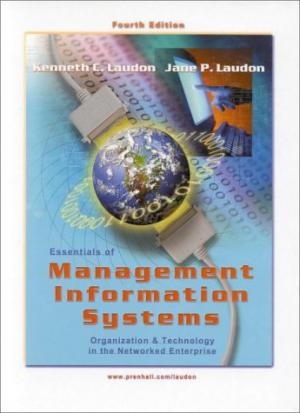 Fourth Edition
Kenneth C. Laudon Jane P. Laudon
Essentials of
Management
Information
Systems
Organization & Technology
in the Networked Enterprise
www.prenhall.com/laudon